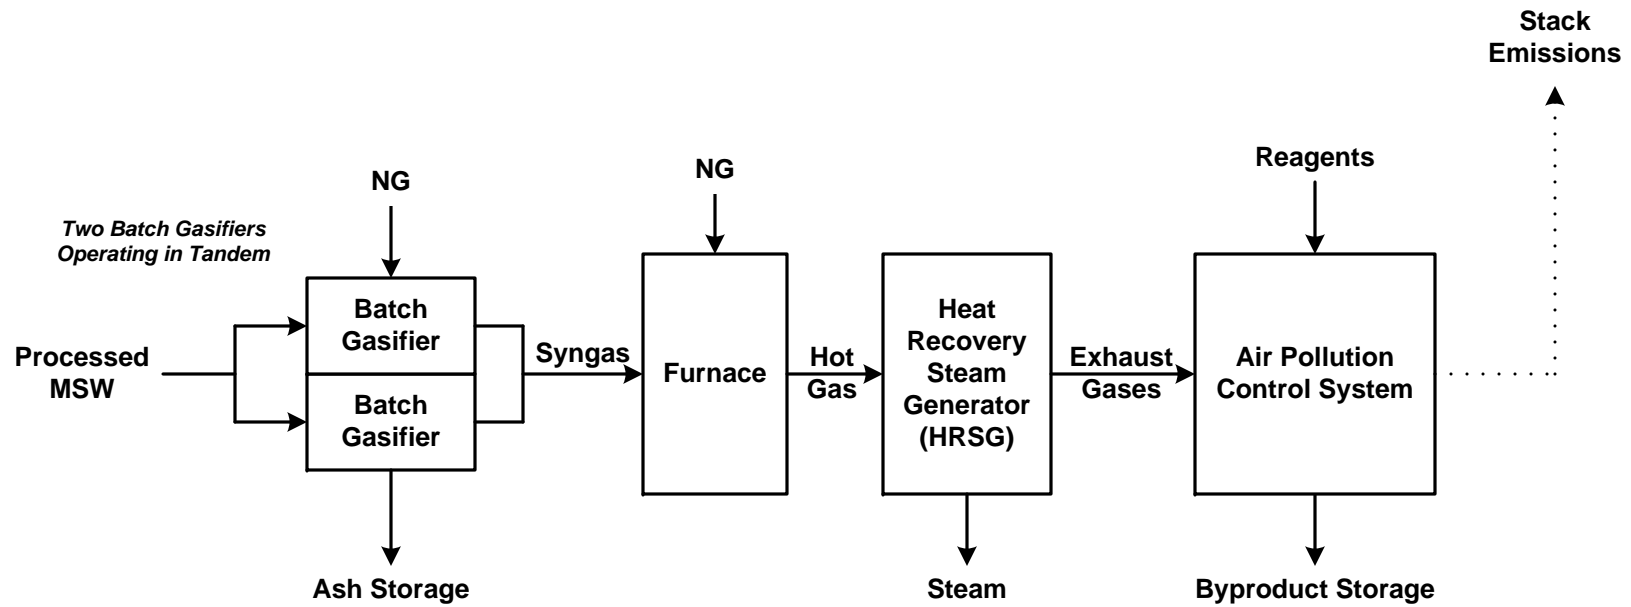 Stack
Emissions
Reagents
NG
NG
Two Batch Gasifiers
Operating in Tandem
Batch
Gasifier
Batch
Gasifier
Processed
MSW
Syngas
Furnace
Hot
Gas
Heat
Recovery
Steam
Generator
(HRSG)
Exhaust
Gases
Air Pollution
Control System
Ash Storage
Steam
Byproduct Storage